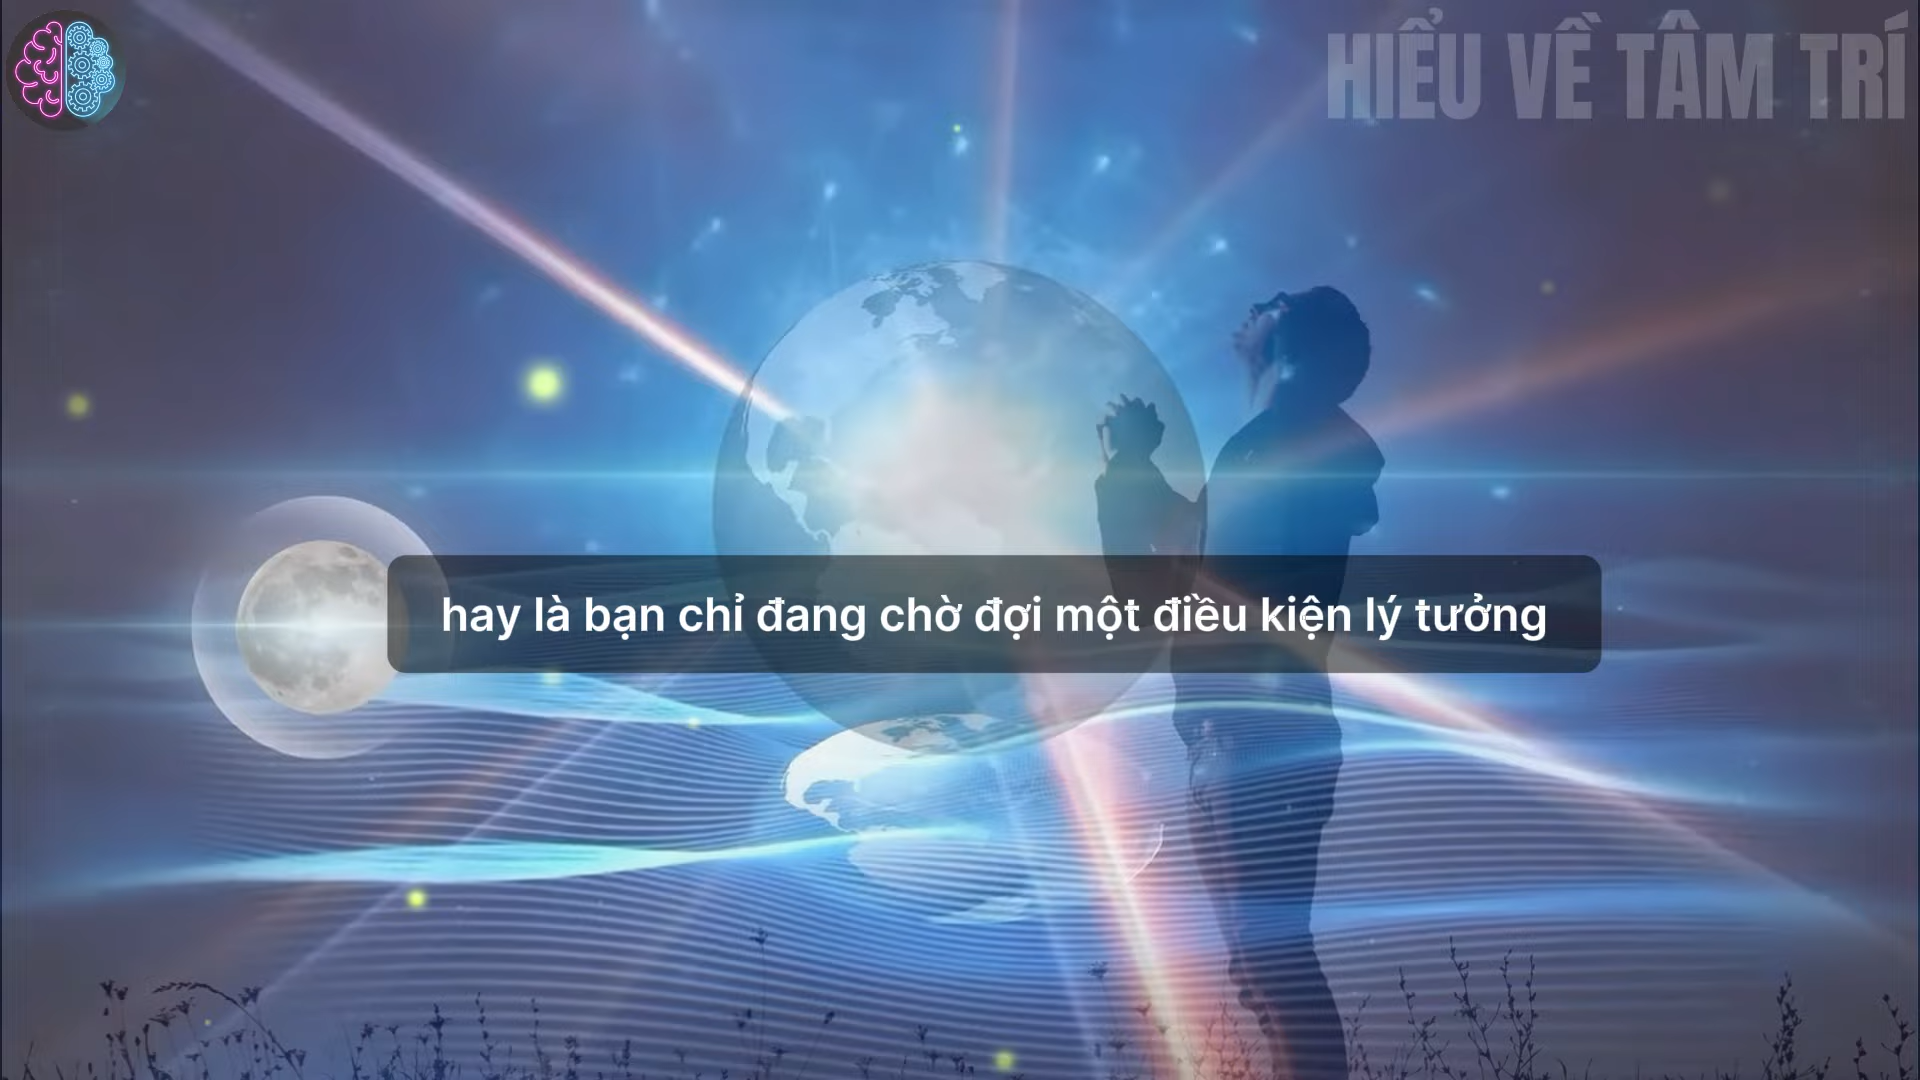 HIỂU VỀ TÂM TRÍ
hay là bạn chỉ đang chờ đợi một điều kiện lý tưởng